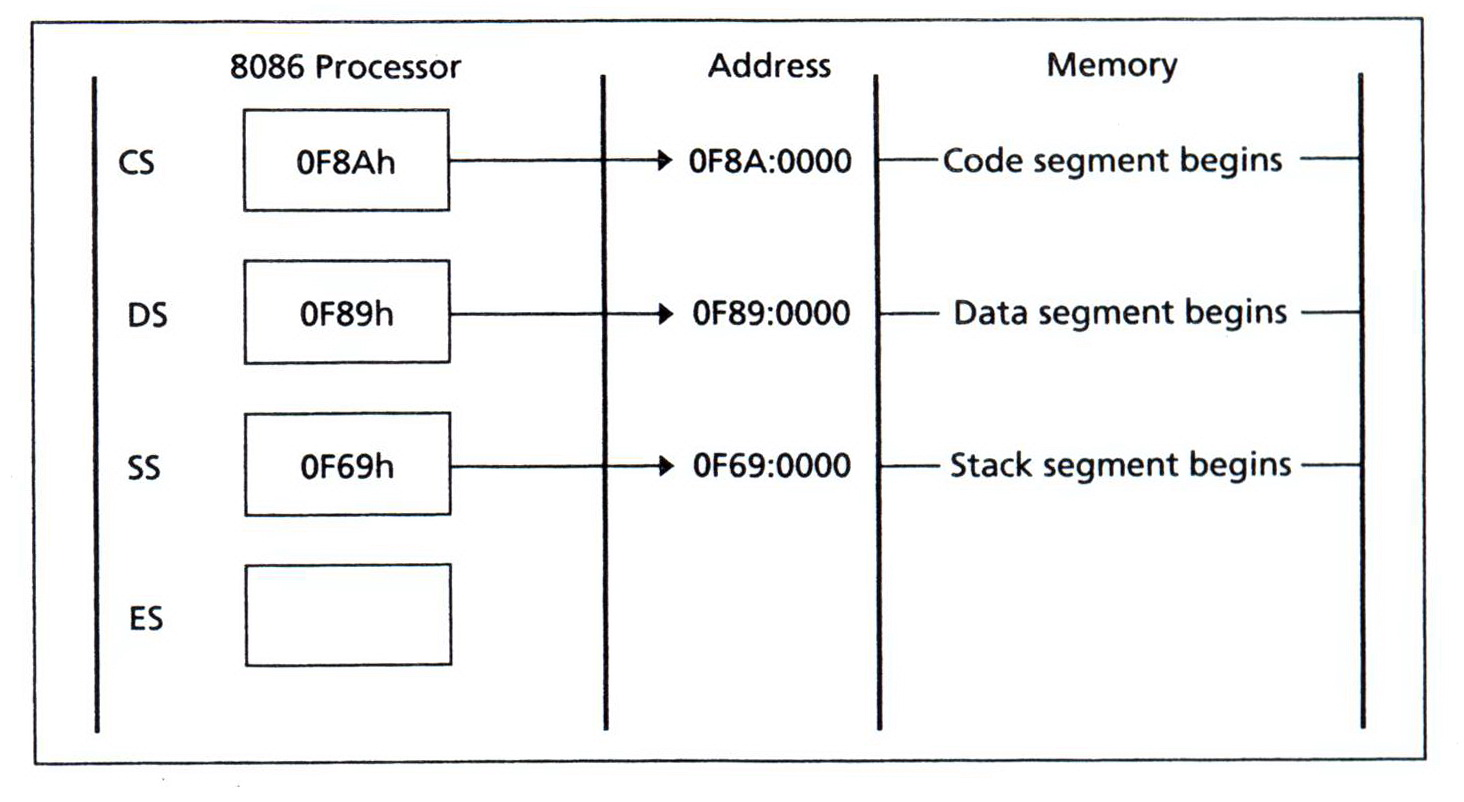 8086 Processor Address Memory
CS 0F8Ah 0F8A:0000 Code segment begins
DS 0F89h 0F89:0000 Data segment begins
SS 0F69h 0F69:0000 Stack segment begins
ES